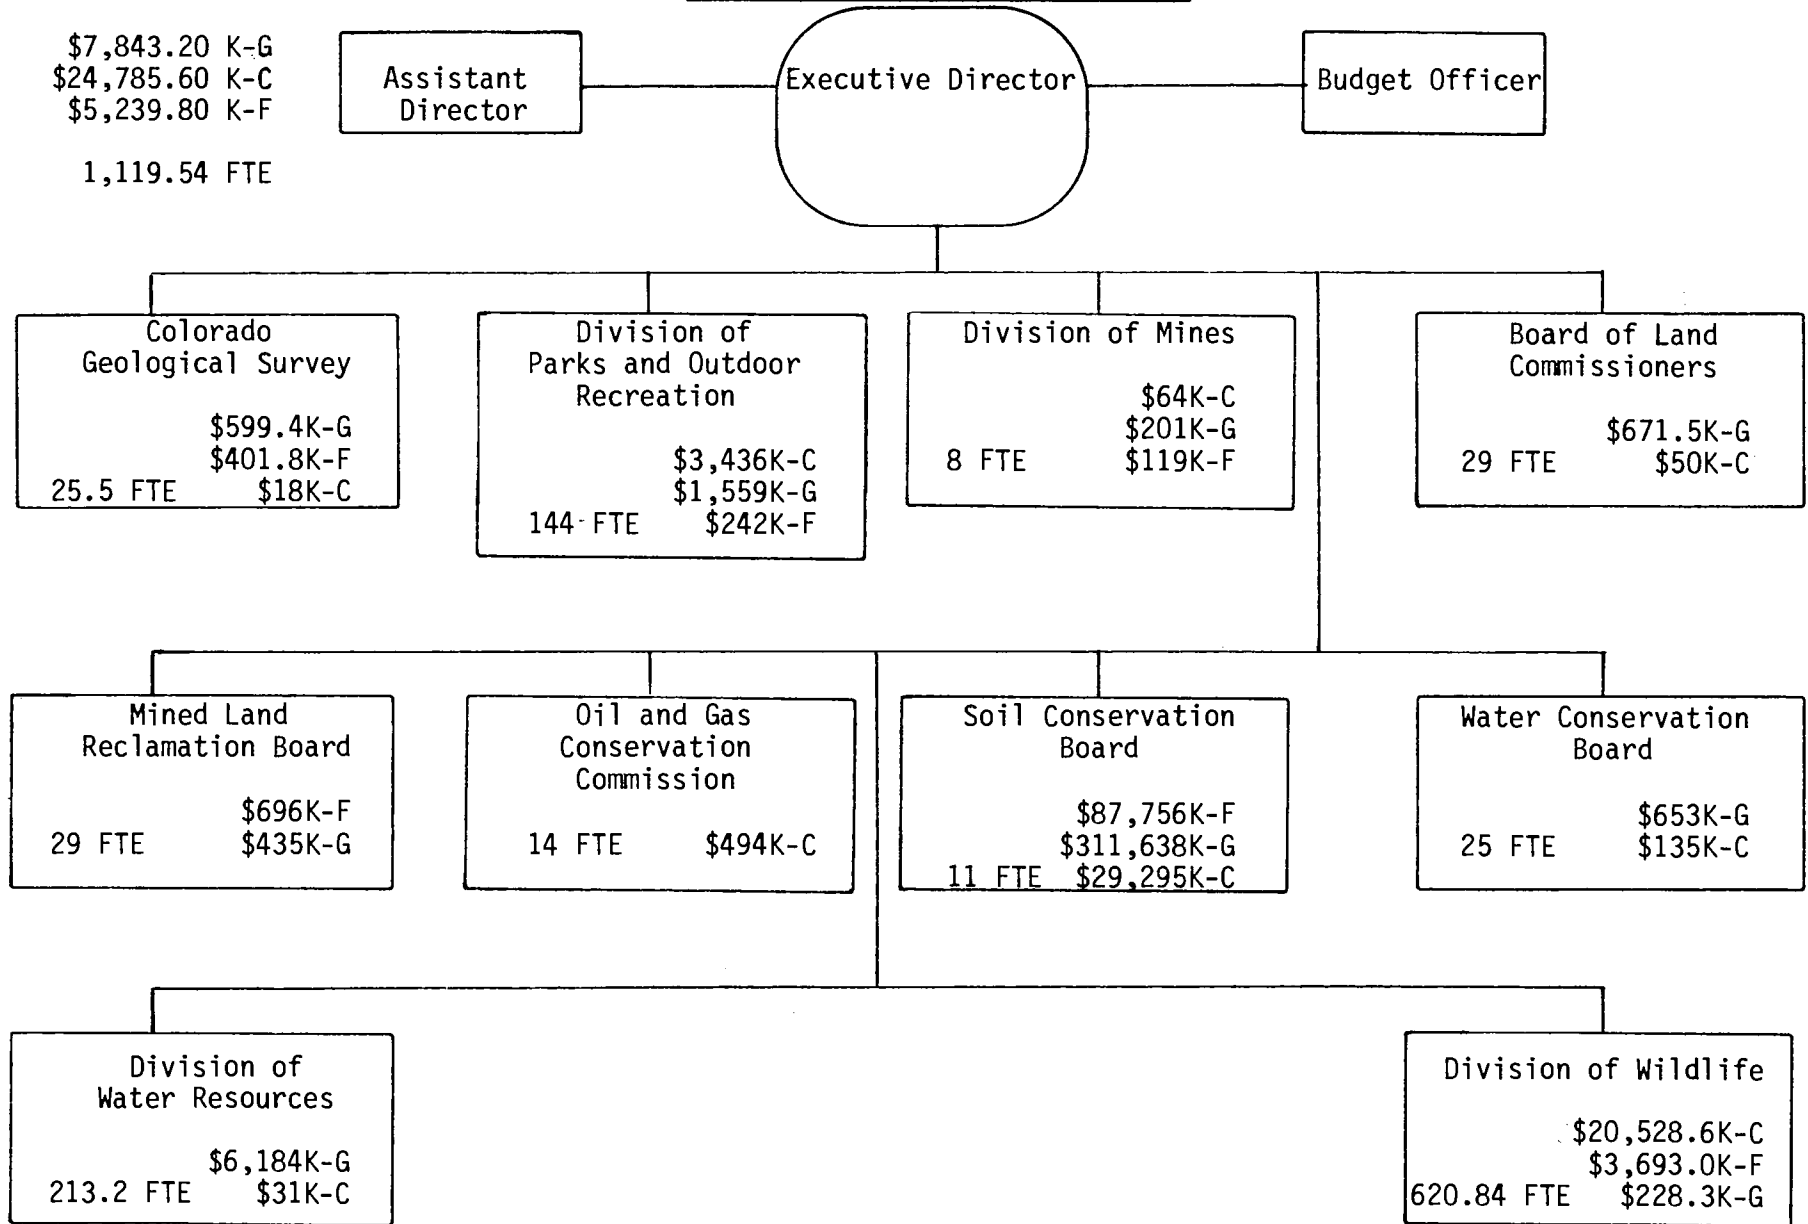 $7,843.20 K-G
$24,785.60 K-C
$5,239.80 K-F
1,119.54 FTE
Assistant
Director
Executive Director
Budget Officer
Colorado
Geological Survey
$599.4K-G
$401.8K-F
25.5 FTE $18K-C
Division of
Parks and Outdoor
Recreation
$3,436K-C
$1,559K-G
144 FTE $242K-F
Division of Mines
$64K-C
$201K-G
8 FTE $119K-F
Board of Land
Commissioners
$671.5K-G
29 FTE $50K-C
Mined Land
Reclamation Board
$696K-F
29 FTE $435K-G
Oil and Gas
Conservation
Commission
14 FTE $494K-C
Soil Conservation
Board
$87,756K-F
$311,638K-G
11 FTE $29,295K-C
Water Conservation
Board
$653K-G
25 FTE $135K-C
Division of
Water Resources
$6,184K-G
213.2 FTE $31K-C
Division of Wildlife
$20,528.6K-C
$3,693.0K-F
620.84 FTE $228.3K-G